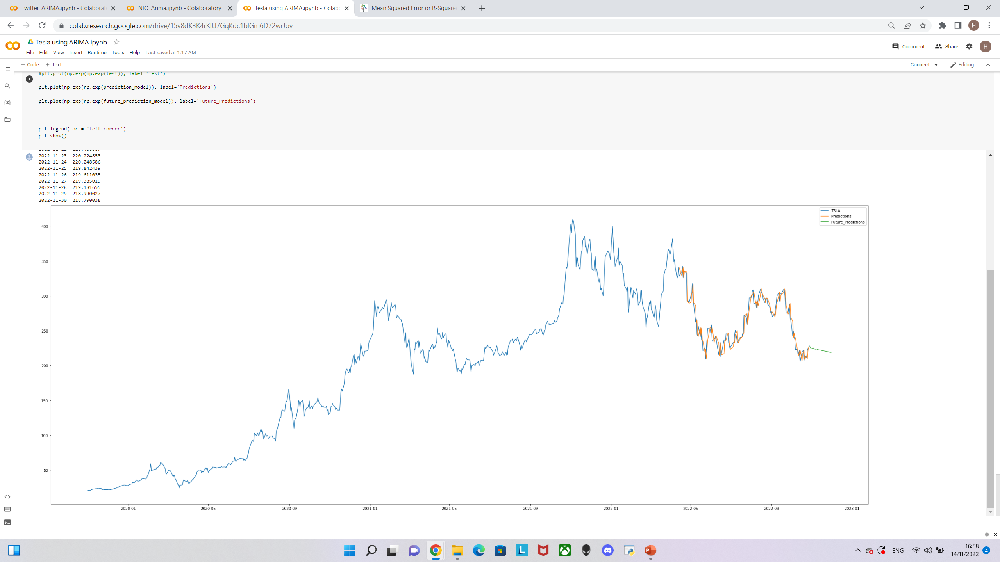 Twitter_ARIMA.ipynb - Colaborat
NIO_Arima.ipynb - Colaboratory
Tesla using ARIMA.ipynb - Colab
Mean Squared Error or R-Square
colab.research.google.com/drive/15v8dK3K4rKlU7GqKdc1blGm6D72wrJov
H
Tesla using ARIMA.ipynb
File Edit View Insert Runtime Tools Help Last saved at 1:17 AM
Comment Share H
+ Code + Text
Connect Editing
#plt.plot(np.exp(np.exp(test)), label='Test')
plt.plot(np.exp(np.exp(prediction_model)), label='Predictions')
plt.plot(np.exp(np.exp(future_prediction_model)), label='Future_Predictions')
plt.legend(loc = 'Left corner')
plt.show()
2022-11-23 220.224853
2022-11-24 220.048586
2022-11-25 219.842439
2022-11-26 219.611035
2022-11-27 219.385019
2022-11-28 219.181655
2022-11-29 218.990027
2022-11-30 218.790038
TSLA
Predictions
Future_Predictions
400
350
300
250
200
150
100
50
2020-01 2020-05 2020-09 2021-01 2021-05 2021-09 2022-01 2022-05 2022-09 2023-01
ENG
16:58
14/11/2022
4